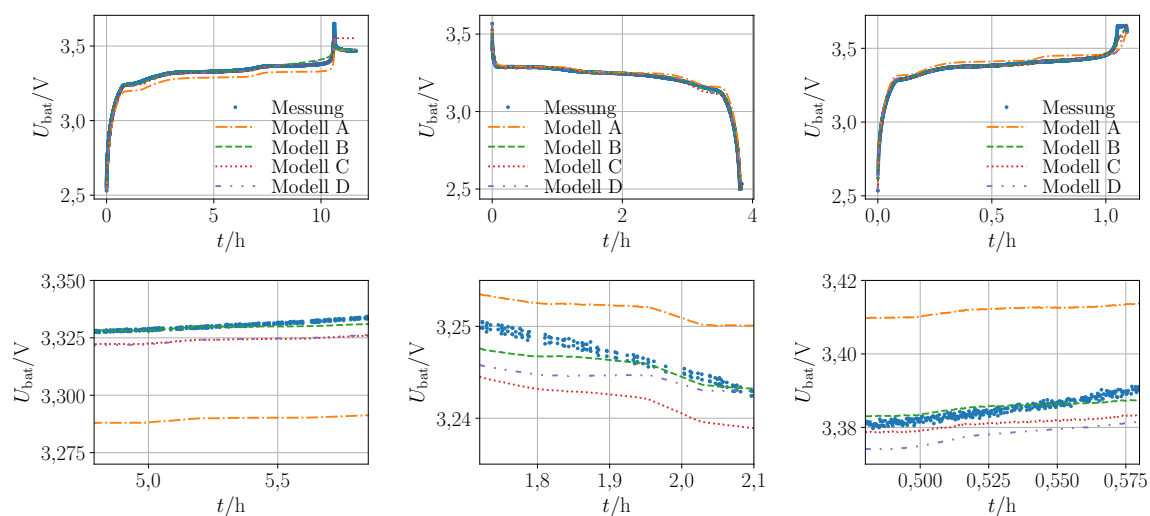 U_bat/V
3,5
3,0
2,5
Messung
Modell A
Modell B
Modell C
Modell D
0
5
10
t/h
U_bat/V
3,5
3,0
2,5
Messung
Modell A
Modell B
Modell C
Modell D
0
2
4
t/h
U_bat/V
3,5
3,0
2,5
Messung
Modell A
Modell B
Modell C
Modell D
0,0
0,5
1,0
t/h
U_bat/V
3,350
3,325
3,300
3,275
5,0
5,5
t/h
U_bat/V
3,25
3,24
1,8
1,9
2,0
2,1
t/h
U_bat/V
3,42
3,40
3,38
0,500
0,525
0,550
0,575
t/h